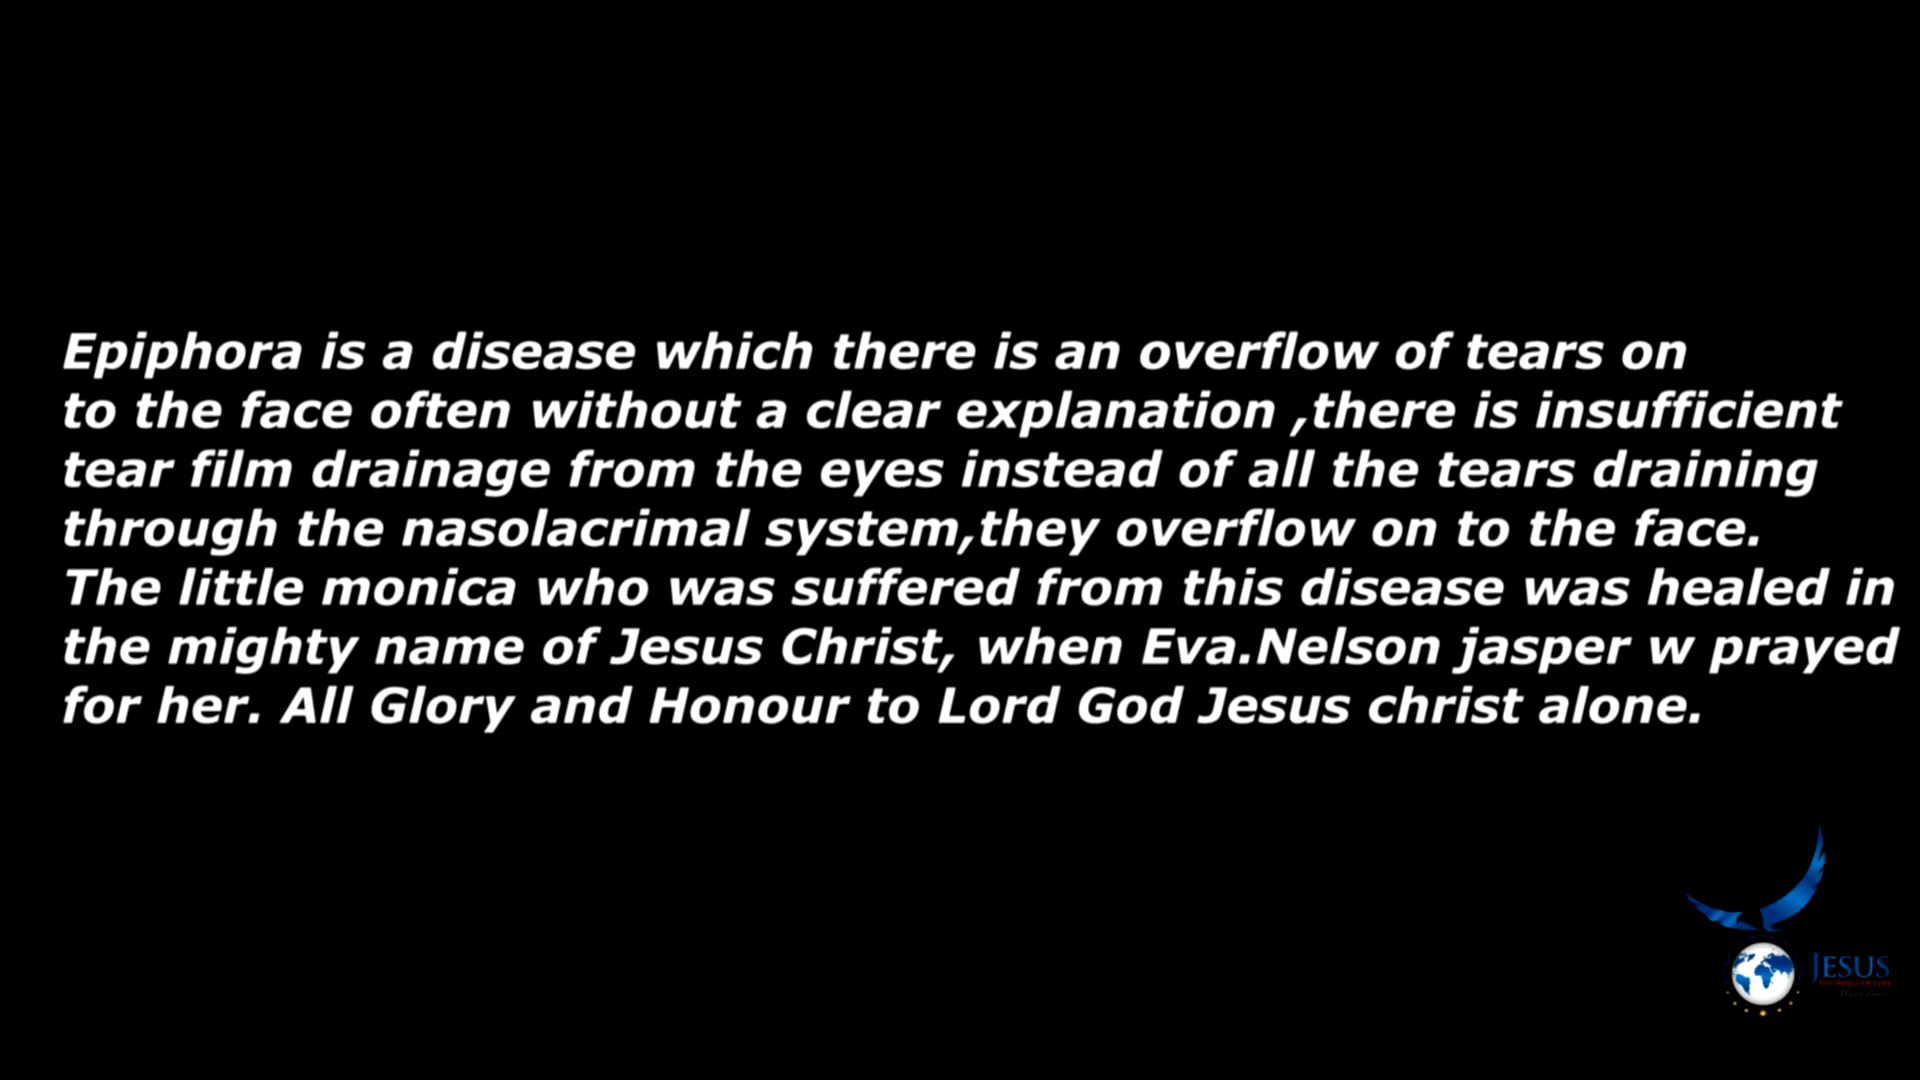 Epiphora is a disease which there is an overflow of tears on
to the face often without a clear explanation ,there is insufficient
tear film drainage from the eyes instead of all the tears draining
through the nasolacrimal system,they overflow on to the face.
The little monica who was suffered from this disease was healed in
the mighty name of Jesus Christ, when Eva.Nelson jasper w prayed
for her. All Glory and Honour to Lord God Jesus christ alone.
JESUS